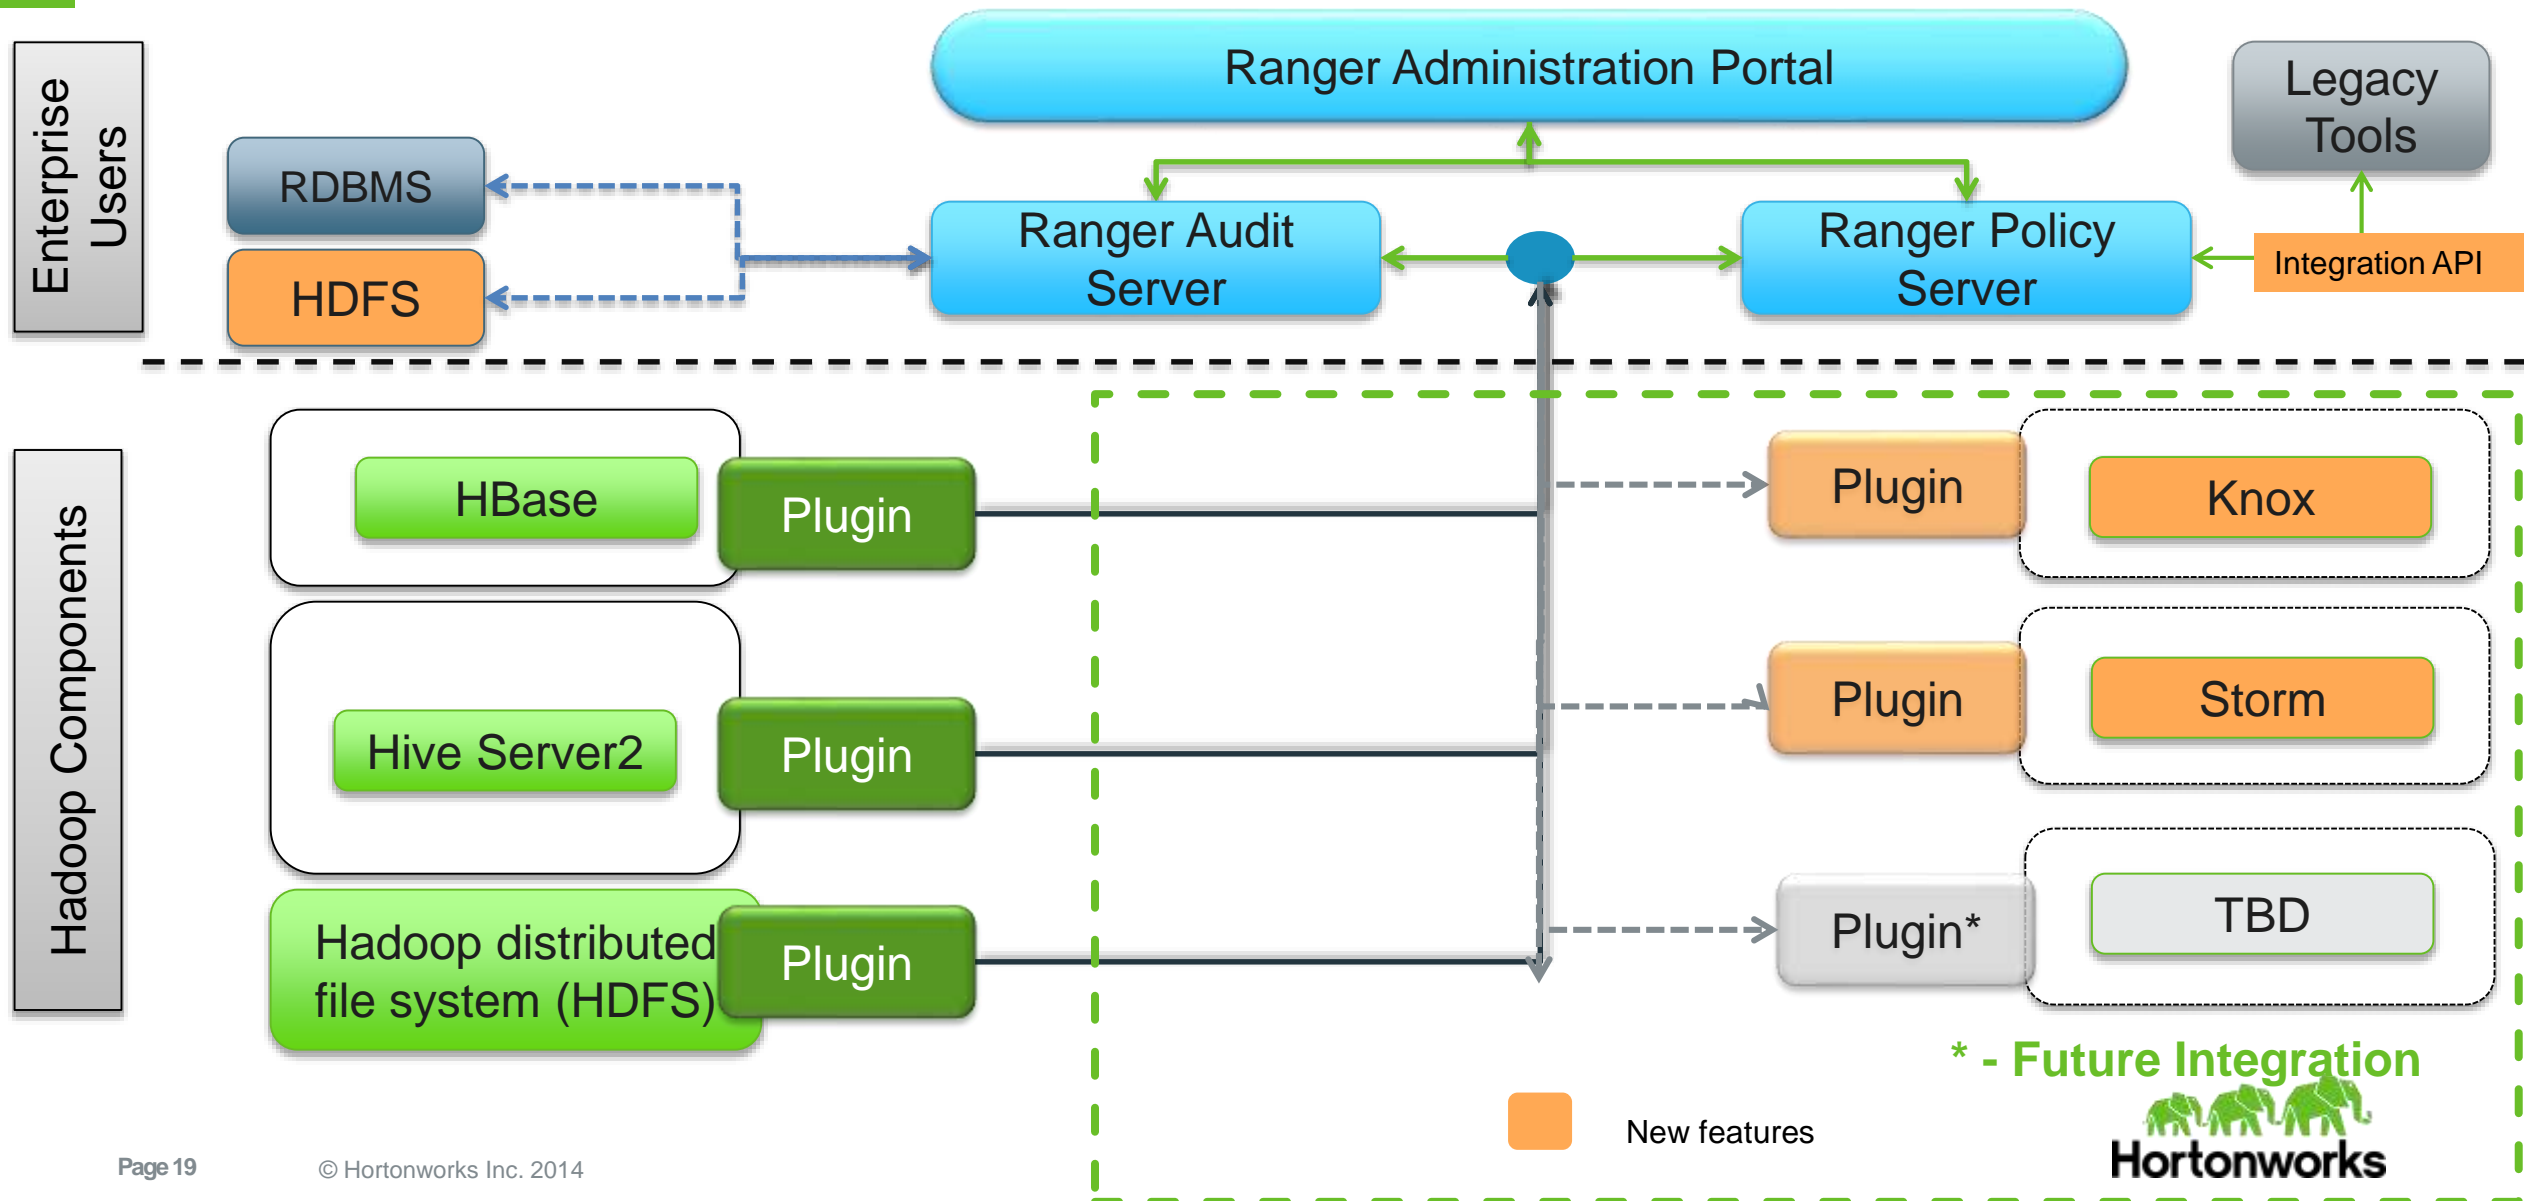 Enterprise
Users
Ranger Administration Portal
Legacy
Tools
RDBMS
HDFS
Ranger Audit
Server
Ranger Policy
Server
Integration API
Hadoop Components
HBase
Plugin
Plugin
Knox
Hive Server2
Plugin
Plugin
Storm
Hadoop distributed
file system (HDFS)
Plugin
Plugin*
TBD
* - Future Integration
New features
Hortonworks
Page 19
© Hortonworks Inc. 2014